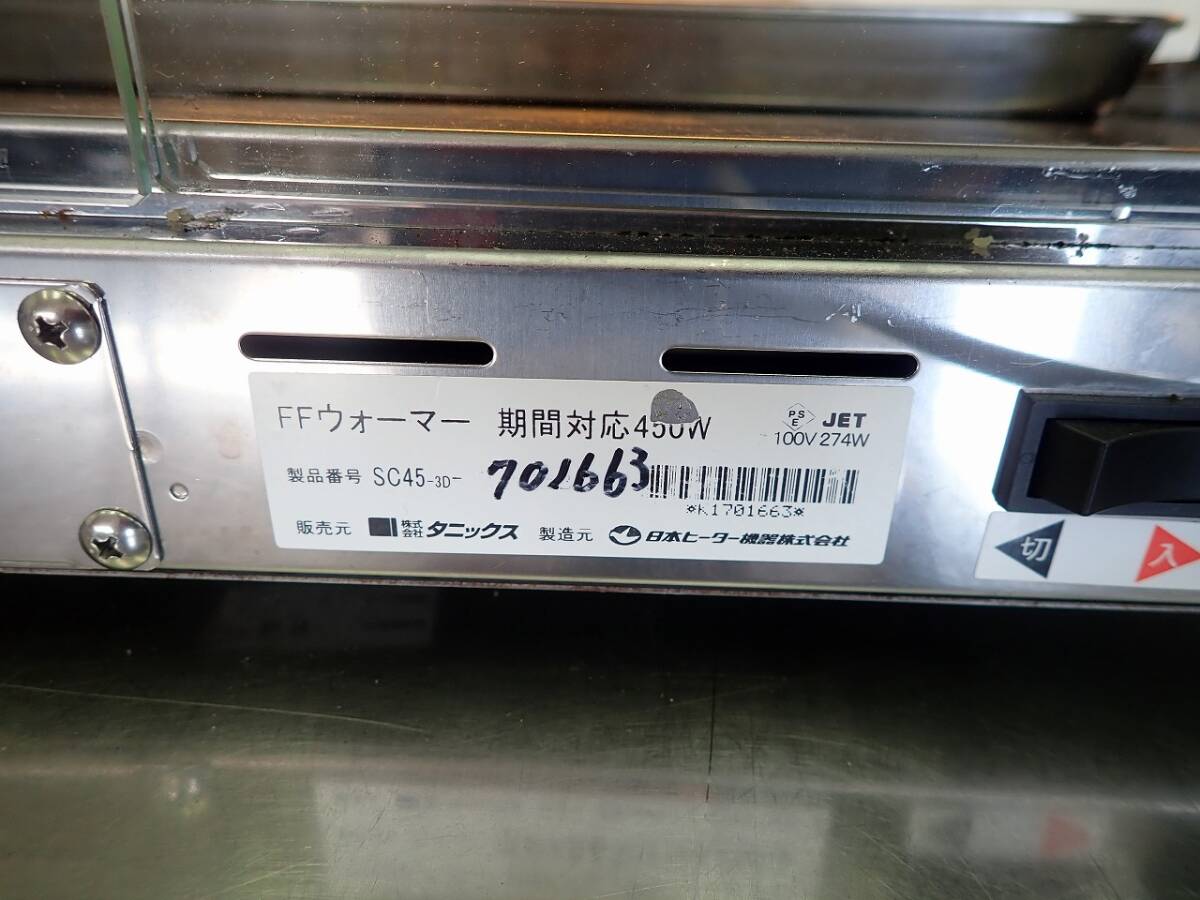 FFウォーマー 期間対応450W
PSE JET
100V 274W
製品番号 SC45-3D-
701663
*K1701663*
販売元 株式会社 タニックス 製造元 日本ヒーター機器株式会社
切 入